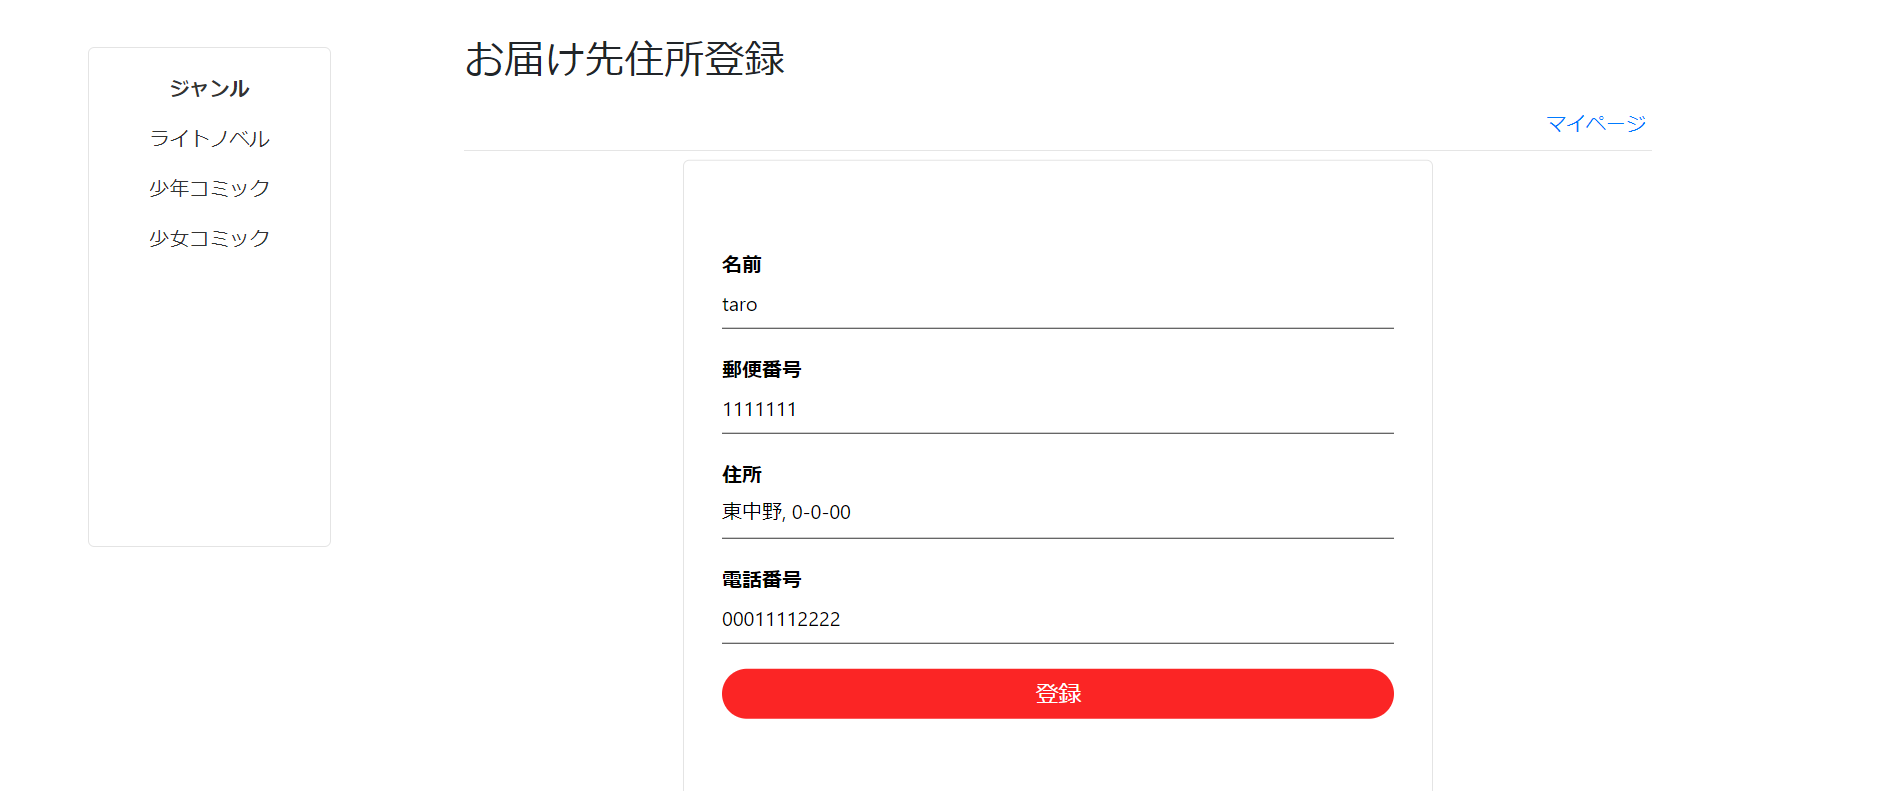 ジャンル
ライトノベル
少年コミック
少女コミック
お届け先住所登録
マイページ
名前
taro
郵便番号
1111111
住所
東中野, 0-0-00
電話番号
00011112222
登録